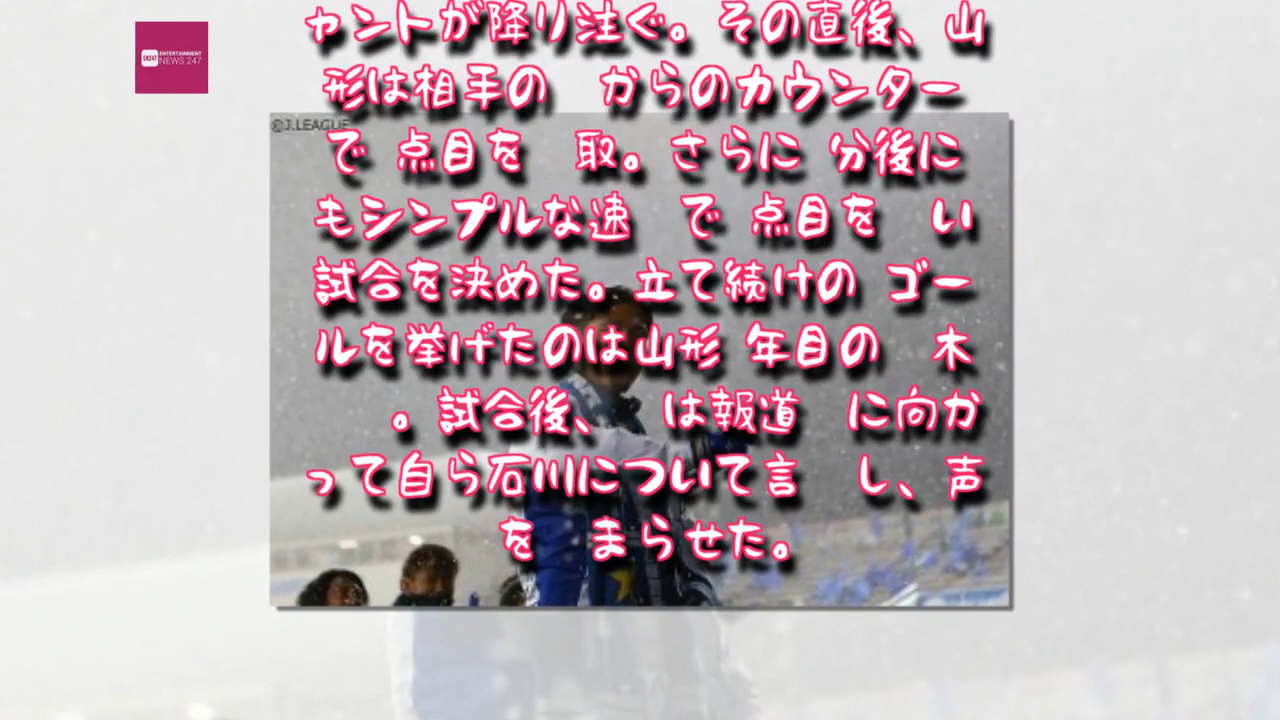 ENTERTAINMENT
NEWS 247
ャントが降り注ぐ。その直後、山
形は相手の　からのカウンター
©J.LEAGUE
で 点目を　取。さらに 分後に
もシンプルな速　で 点目を　い
試合を決めた。立て続けの ゴー
ルを挙げたのは山形 年目の　木
。試合後、　は報道　に向か
って自ら石川について言　し、声
を　まらせた。